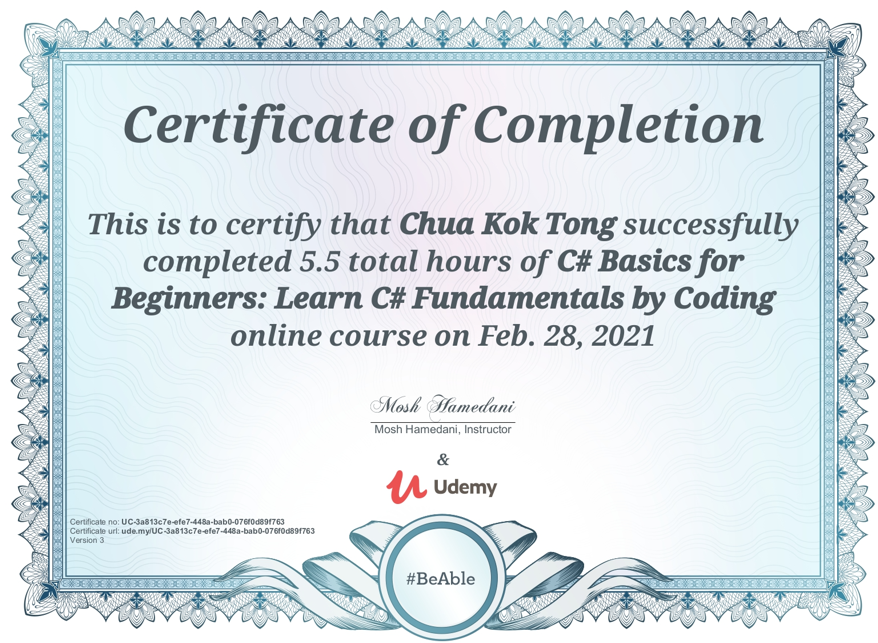 Certificate of Completion
This is to certify that Chua Kok Tong successfully
completed 5.5 total hours of C# Basics for
Beginners: Learn C# Fundamentals by Coding
online course on Feb. 28, 2021
Mosh Hamedani
Mosh Hamedani, Instructor
&
Udemy
Certificate no: UC-3a813c7e-efe7-448a-bab0-076f0d89f763
Certificate url: ude.my/UC-3a813c7e-efe7-448a-bab0-076f0d89f763
Version 3
#BeAble